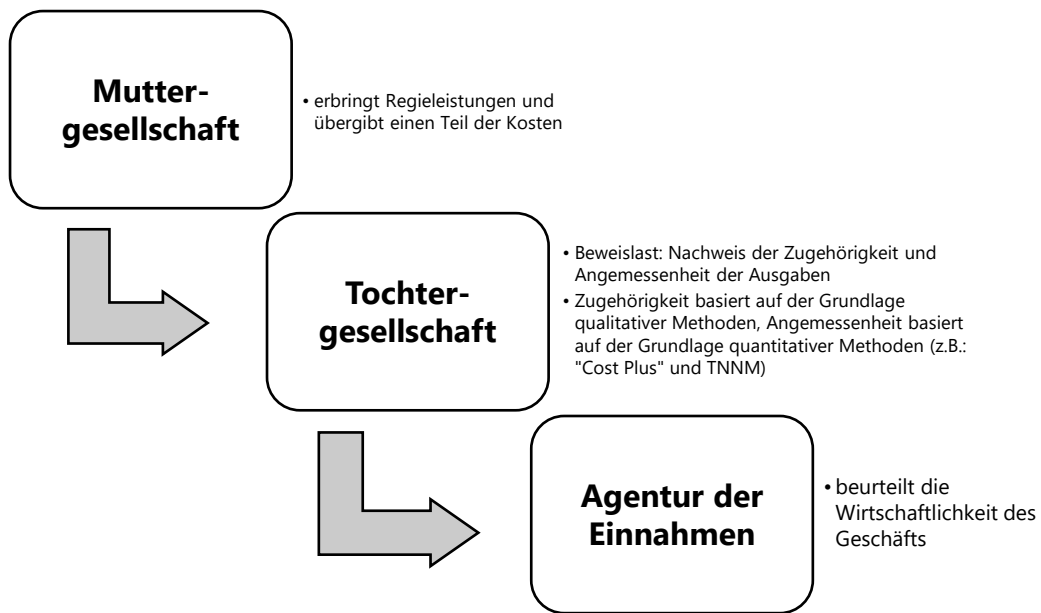 Mutter-
gesellschaft
• erbringt Regieleistungen und
übergibt einen Teil der Kosten
Tochter-
gesellschaft
• Beweislast: Nachweis der Zugehörigkeit und
Angemessenheit der Ausgaben
• Zugehörigkeit basiert auf der Grundlage
qualitativer Methoden, Angemessenheit basiert
auf der Grundlage quantitativer Methoden (z.B.:
"Cost Plus" und TNNM)
Agentur der
Einnahmen
• beurteilt die
Wirtschaftlichkeit des
Geschäfts